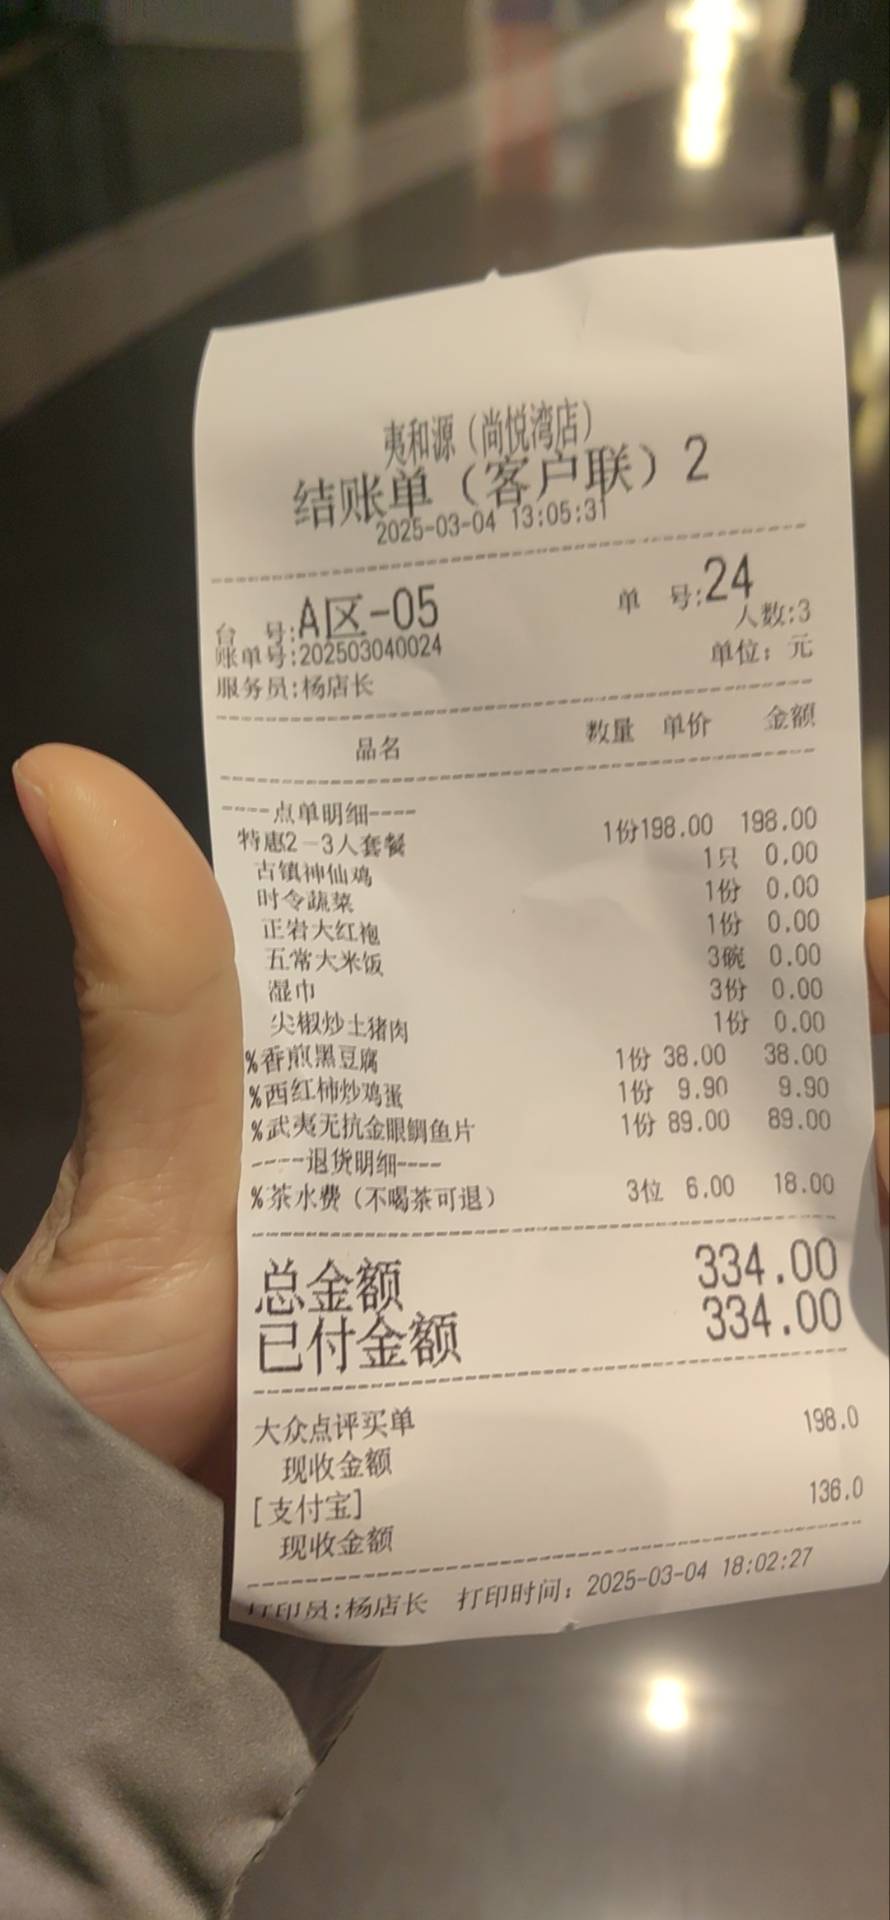 夷和源（尚悦湾店）
结账单（客户联）2
2025-03-04 13:05:31
台 号:A区-05 单 号:24
人数:3
账单号:202503040024
单位：元
服务员:杨店长
品名 数量 单价 金额
----点单明细----
特惠2-3人套餐 1份198.00 198.00
古镇神仙鸡 1只 0.00
时令蔬菜 1份 0.00
正岩大红袍 1份 0.00
五常大米饭 3碗 0.00
湿巾 3份 0.00
尖椒炒土猪肉 1份 0.00
%香煎黑豆腐 1份 38.00 38.00
%西红柿炒鸡蛋 1份 9.90 9.90
%武夷无抗金眼鲷鱼片 1份 89.00 89.00
----退货明细----
%茶水费（不喝茶可退） 3位 6.00 18.00
总金额 334.00
已付金额 334.00
大众点评买单 198.0
现收金额
[支付宝] 136.0
现收金额
打印员:杨店长 打印时间：2025-03-04 18:02:27